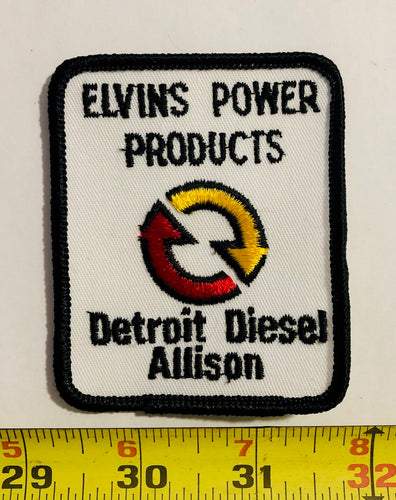 ELVINS POWER
PRODUCTS
Detroit Diesel
Allison
5 6 7 8
29 30 31 32